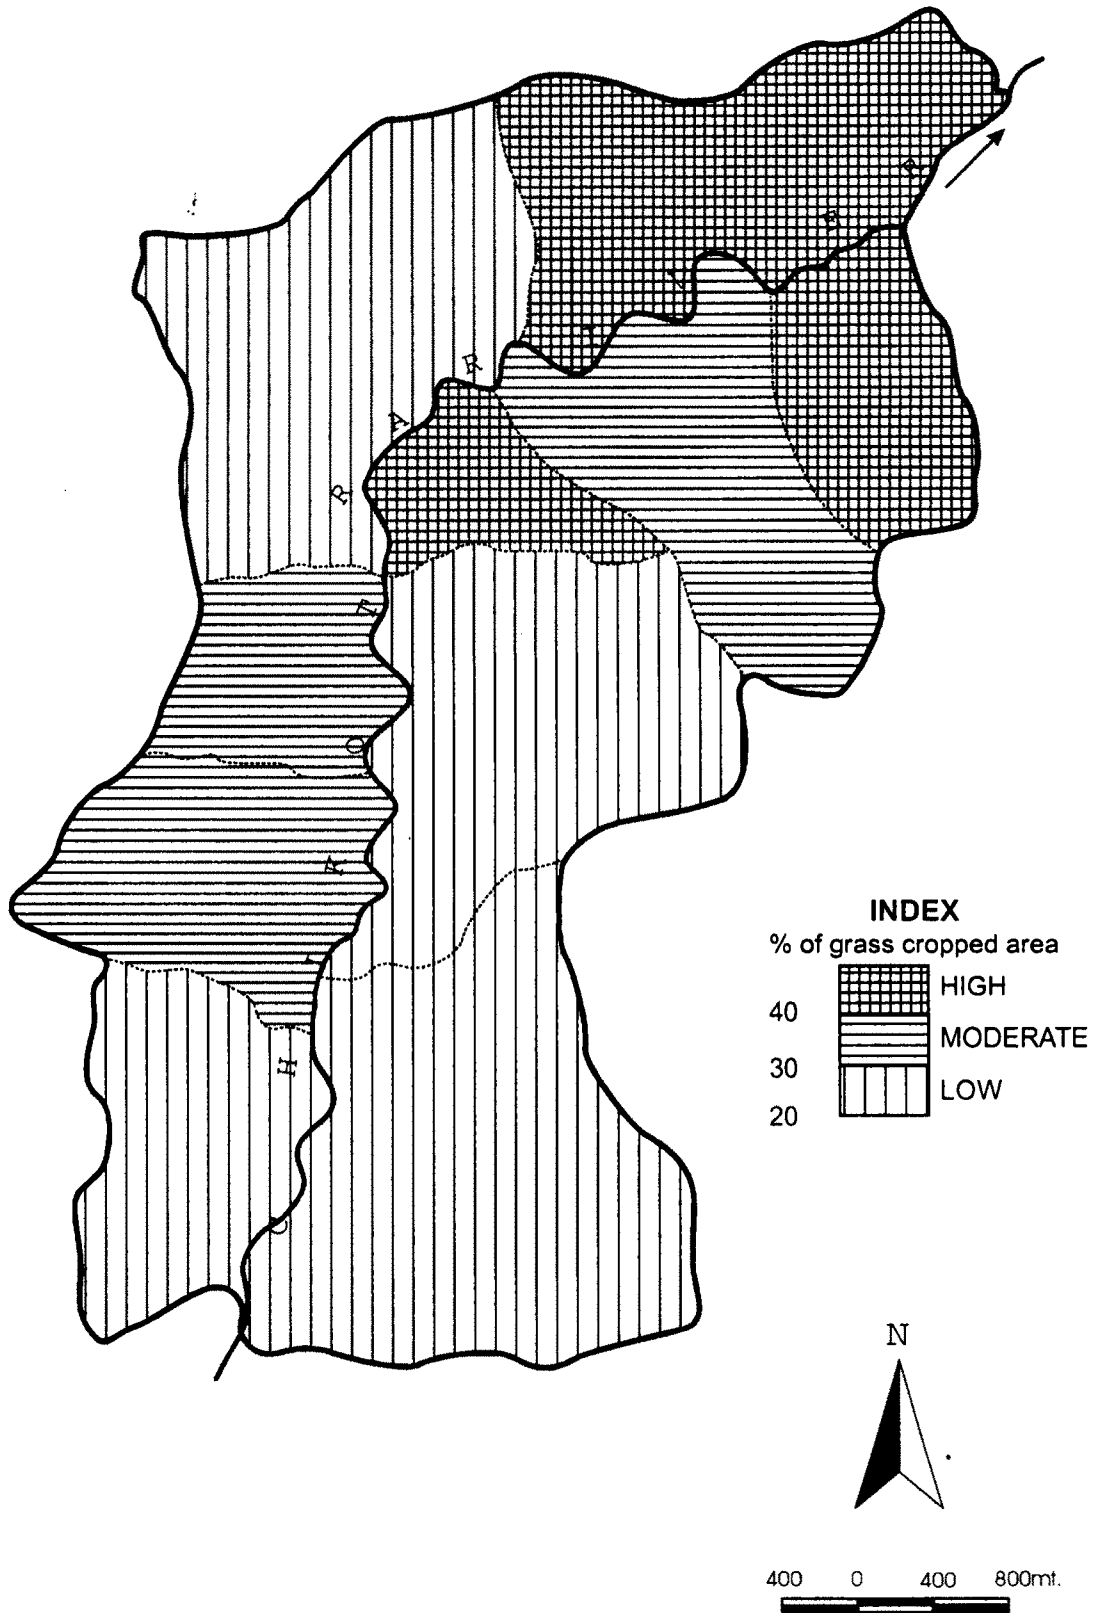 C H I K O T R A R I V E R
INDEX
% of grass cropped area
HIGH
40
MODERATE
30
LOW
20
N
400 0 400 800mt.